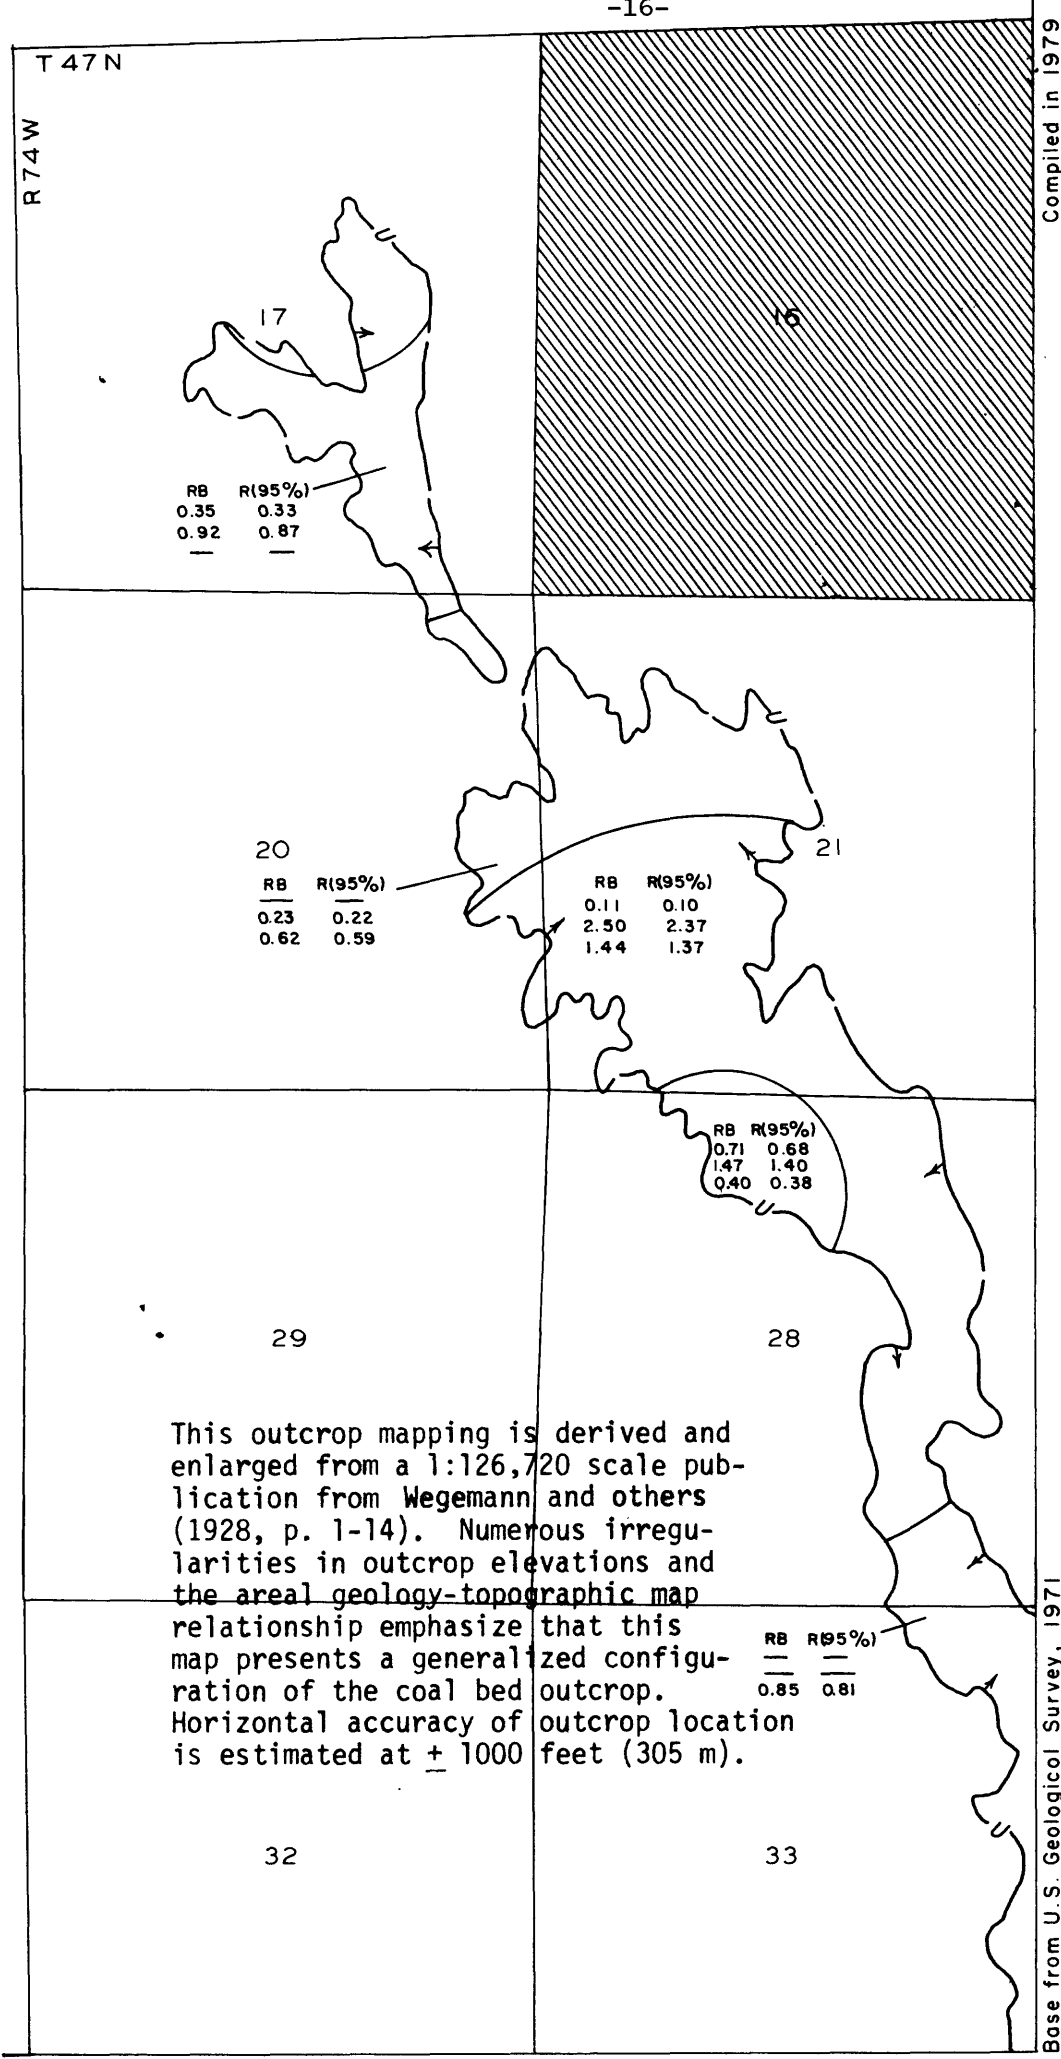 -16-
T 47 N
R 74 W
Compiled in 1979
17
16
RB R(95%)
0.35 0.33
0.92 0.87
— —
20
RB R(95%)
— —
0.23 0.22
0.62 0.59
21
RB R(95%)
0.11 0.10
2.50 2.37
1.44 1.37
U
U
RB R(95%)
0.71 0.68
1.47 1.40
0.40 0.38
U
29
28
This outcrop mapping is derived and
enlarged from a 1:126,720 scale pub-
lication from Wegemann and others
(1928, p. 1-14). Numerous irregu-
larities in outcrop elevations and
the areal geology-topographic map
relationship emphasize that this
map presents a generalized configu-
ration of the coal bed outcrop.
Horizontal accuracy of outcrop location
is estimated at ± 1000 feet (305 m).
RB R(95%)
— —
— —
0.85 0.81
U
32
33
Base from U.S. Geological Survey, 1971